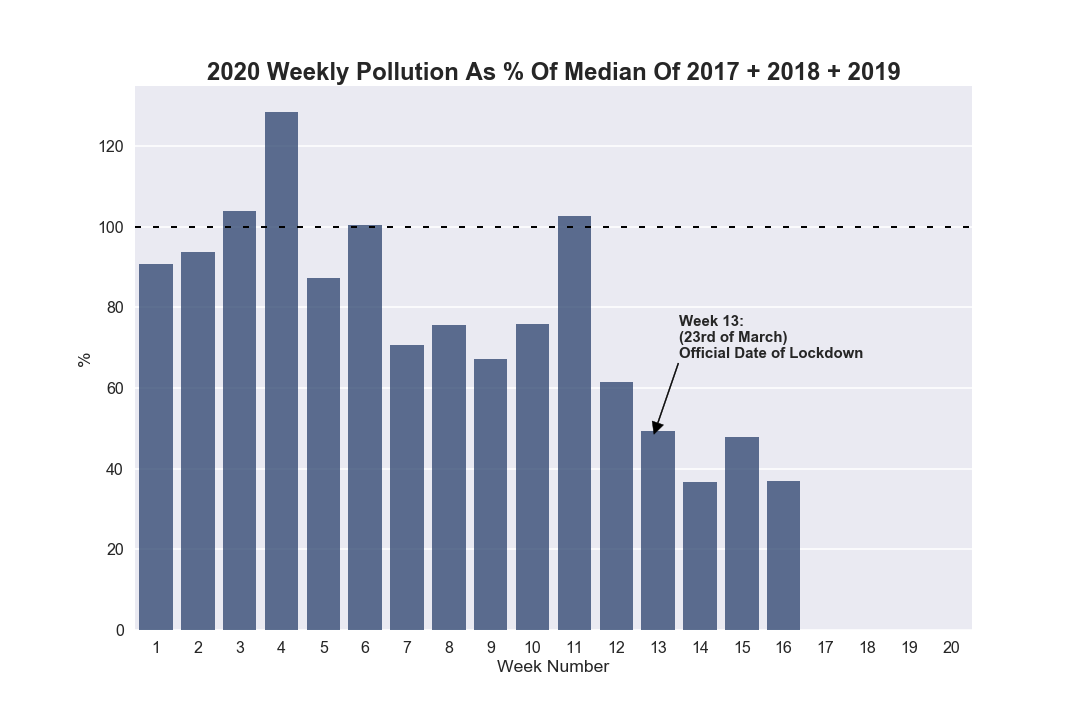 2020 Weekly Pollution As % Of Median Of 2017 + 2018 + 2019
120
100
80
60
40
20
0
%
Week 13:
(23rd of March)
Official Date of Lockdown
1 2 3 4 5 6 7 8 9 10 11 12 13 14 15 16 17 18 19 20
Week Number